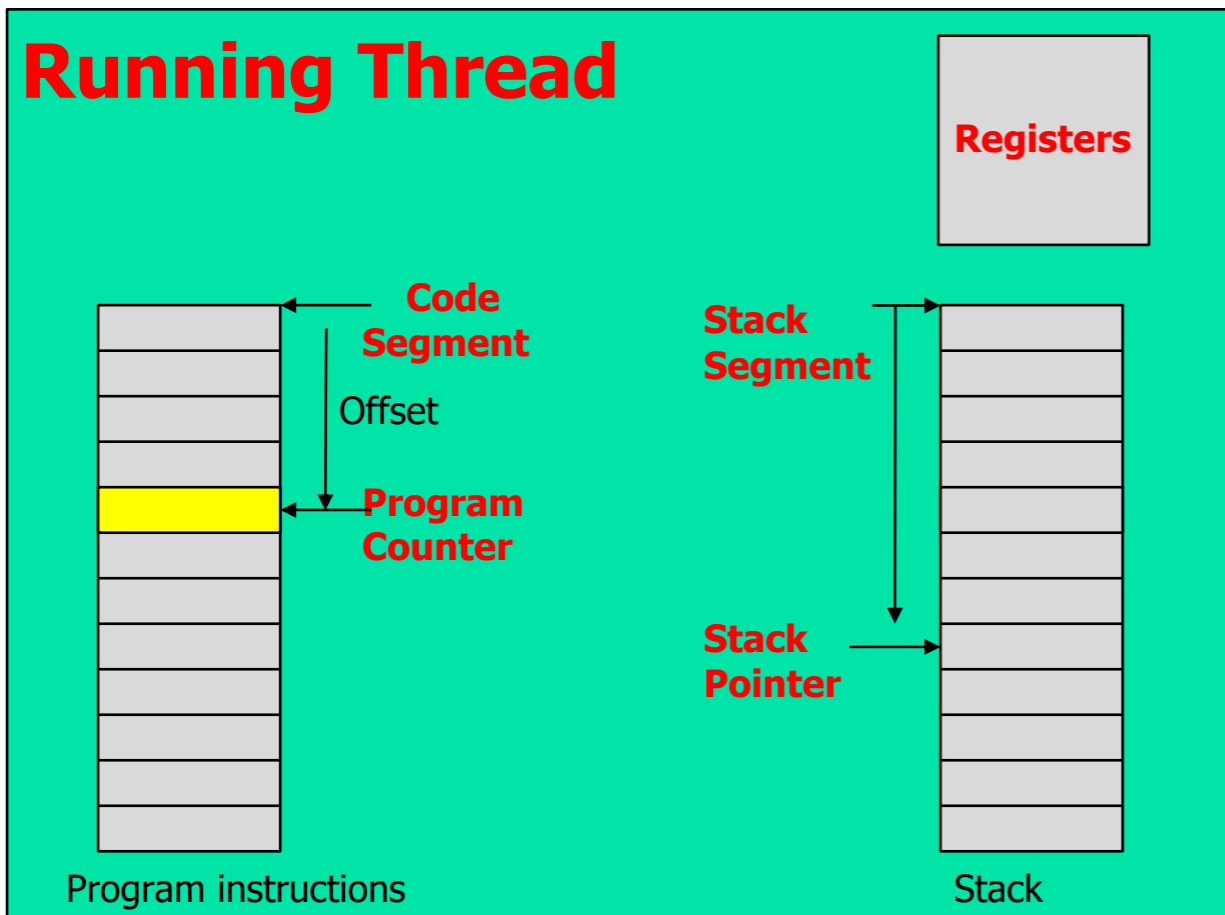 Running Thread
Registers
Code
Segment
Offset
Program
Counter
Stack
Segment
Stack
Pointer
Program instructions
Stack